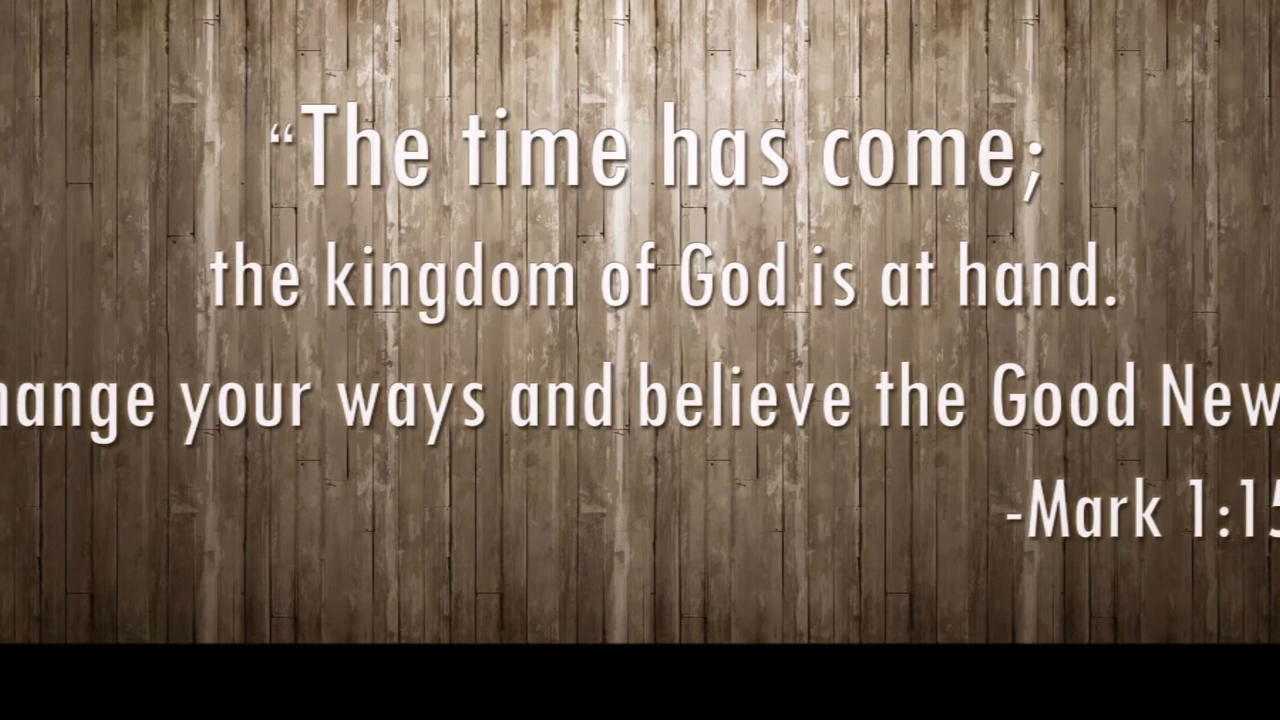 “The time has come;
the kingdom of God is at hand.
hange your ways and believe the Good New
-Mark 1:15